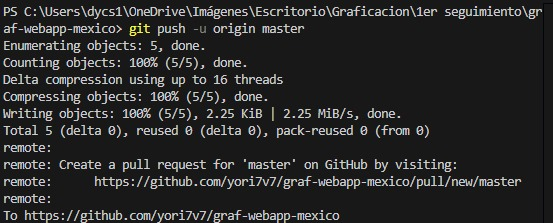 PS C:\Users\dycs1\OneDrive\Imágenes\Escritorio\Graficacion\1er seguimiento\gr
af-webapp-mexico> git push -u origin master
Enumerating objects: 5, done.
Counting objects: 100% (5/5), done.
Delta compression using up to 16 threads
Compressing objects: 100% (5/5), done.
Writing objects: 100% (5/5), 2.25 KiB | 2.25 MiB/s, done.
Total 5 (delta 0), reused 0 (delta 0), pack-reused 0 (from 0)
remote:
remote: Create a pull request for 'master' on GitHub by visiting:
remote:      https://github.com/yori7v7/graf-webapp-mexico/pull/new/master
remote:
To https://github.com/yori7v7/graf-webapp-mexico